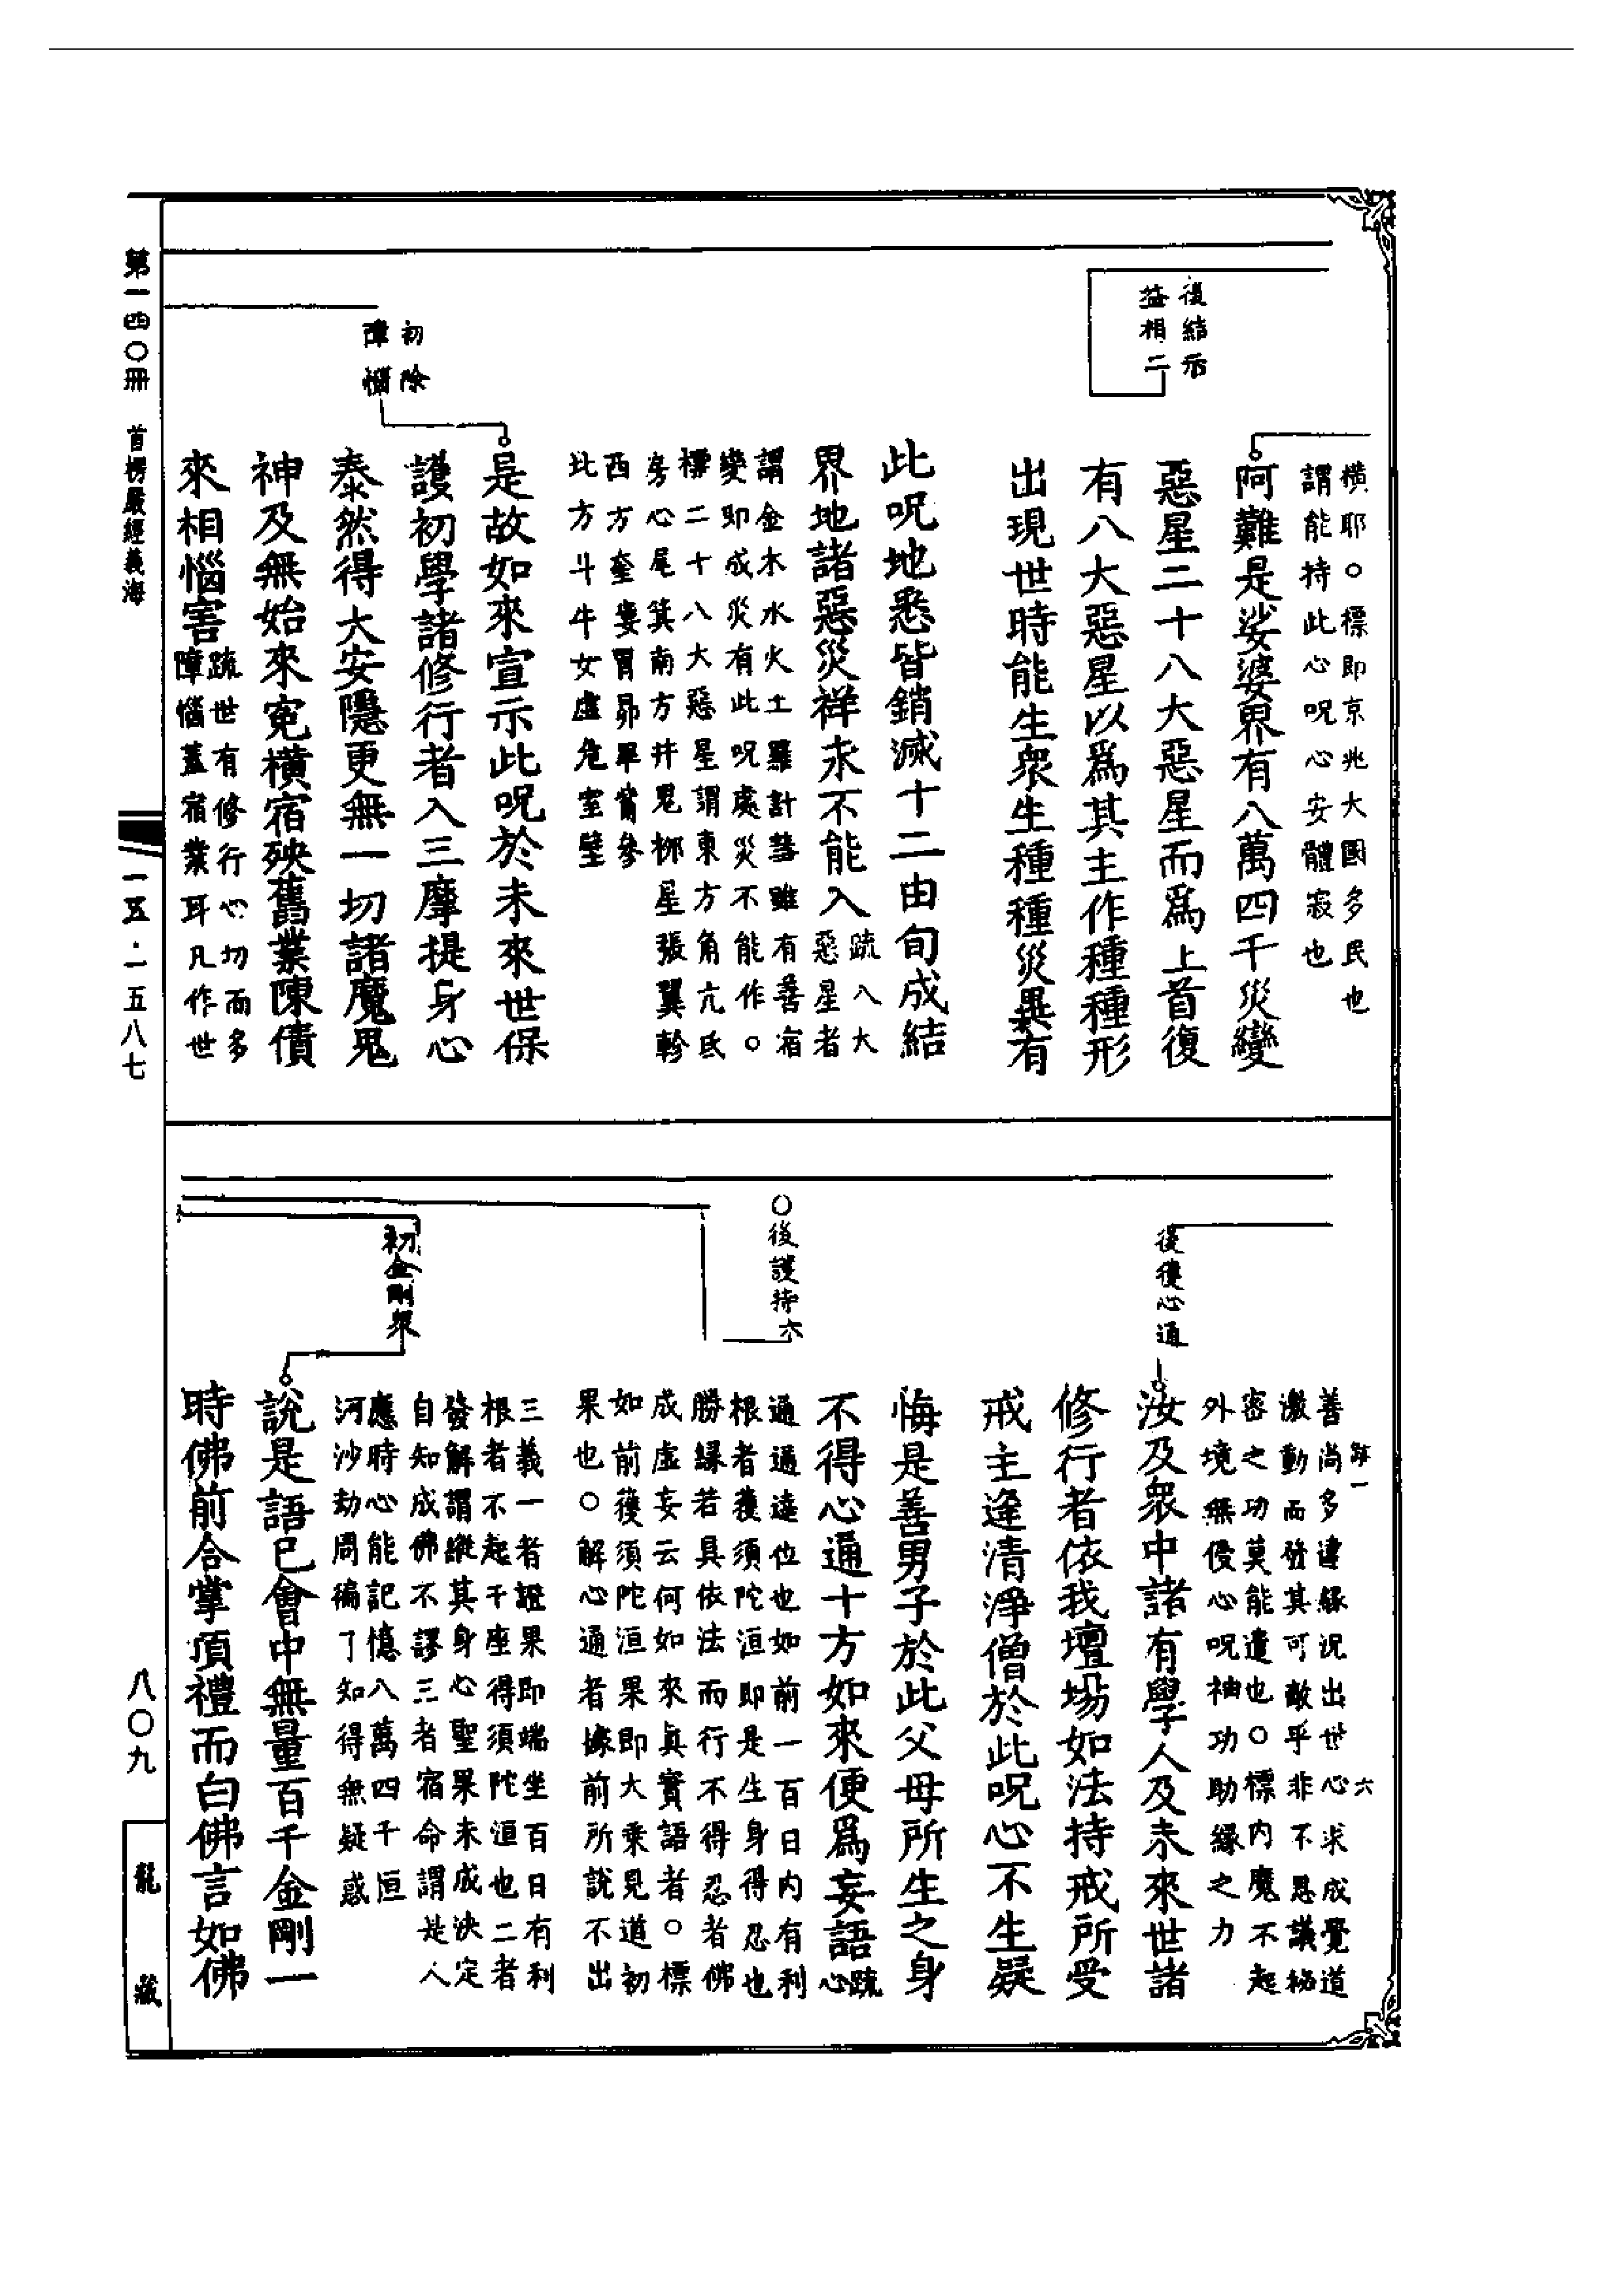 橫耶○標即京兆大國多民也
謂能持此心呪心安體寂也
後結示
益相二
阿難是娑婆界有八萬四千災變
惡星二十八大惡星而爲上首復
有八大惡星以爲其主作種種形
出現世時能生衆生種種災異有
此呪地悉皆銷滅十二由旬成結
界地諸惡災祥永不能入
疏八大
惡星者
謂金木水火土羅計彗雖有善宿
變即成災有此呪處災不能作○
標二十八大惡星謂東方角亢氐
房心尾箕南方井鬼柳星張翼軫
西方奎婁胃昴畢觜參
北方斗牛女虛危室壁
初除
障惱
是故如來宣示此呪於未來世保
護初學諸修行者入三摩提身心
泰然得大安隱更無一切諸魔鬼
神及無始來寃橫宿殃舊業陳債
來相惱害
疏世有修行心切而多
障惱蓋宿業耳凡作世
第一四〇冊 首楞嚴經義海
一五·一五八七
善尚多違緣況出世心求成覺道
激動而發其可敵乎非不思議祕
密之功莫能遣也○標內魔不起
外境無侵心呪神功助緣之力
後獲心通
汝及衆中諸有學人及未來世諸
修行者依我壇場如法持戒所受
戒主逢清淨僧於此呪心不生疑
悔是善男子於此父母所生之身
不得心通十方如來便爲妄語
疏
心
通通達位也如前一百日內有利
根者獲須陀洹即是生身得忍也
勝緣若具依法而行不得忍者佛
成虛妄云何如來眞實語者○標
如前獲須陀洹果即大乘見道初
果也○解心通者據前所說不出
三義一者證果即端坐百日有利
根者不起于座得須陀洹也二者
發解謂縱其身心聖果未成決定
自知成佛不謬三者宿命謂是人
應時心能記憶八萬四千恒
河沙劫周徧了知得無疑惑
○後護持六
初金剛衆
說是語已會中無量百千金剛一
時佛前合掌頂禮而白佛言如佛
八〇九
龍藏